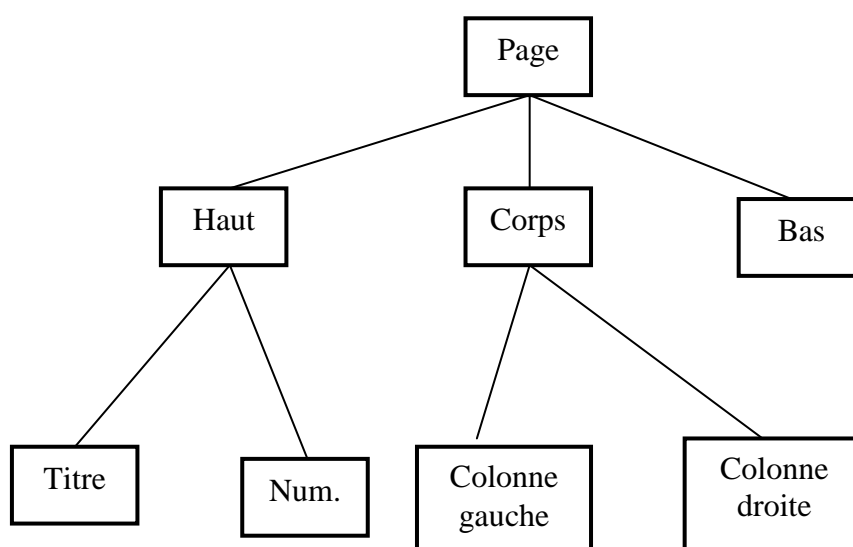 Page
Haut
Corps
Bas
Titre
Num.
Colonne
gauche
Colonne
droite